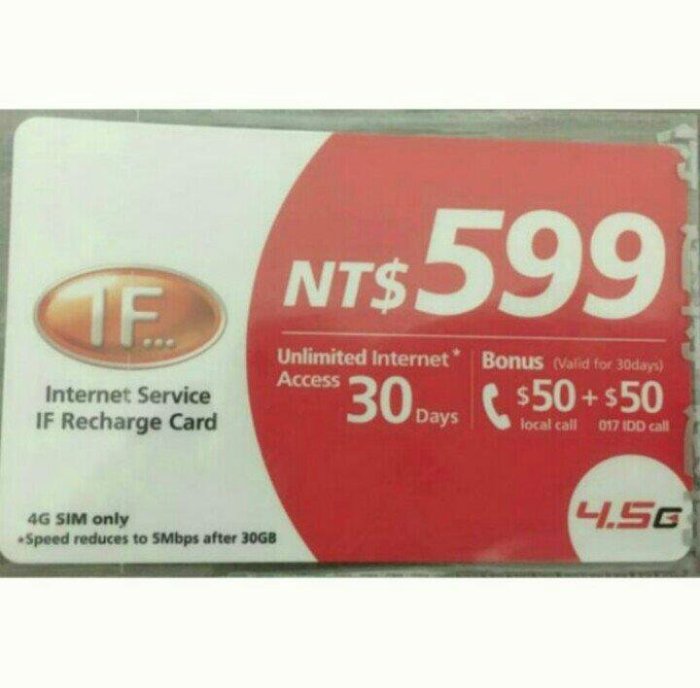 IF...
Internet Service
IF Recharge Card
4G SIM only
*Speed reduces to 5Mbps after 30GB
NT$599
Unlimited Internet*
Access 30 Days
Bonus (Valid for 30days)
$50 + $50
local call 017 IDD call
4.5G